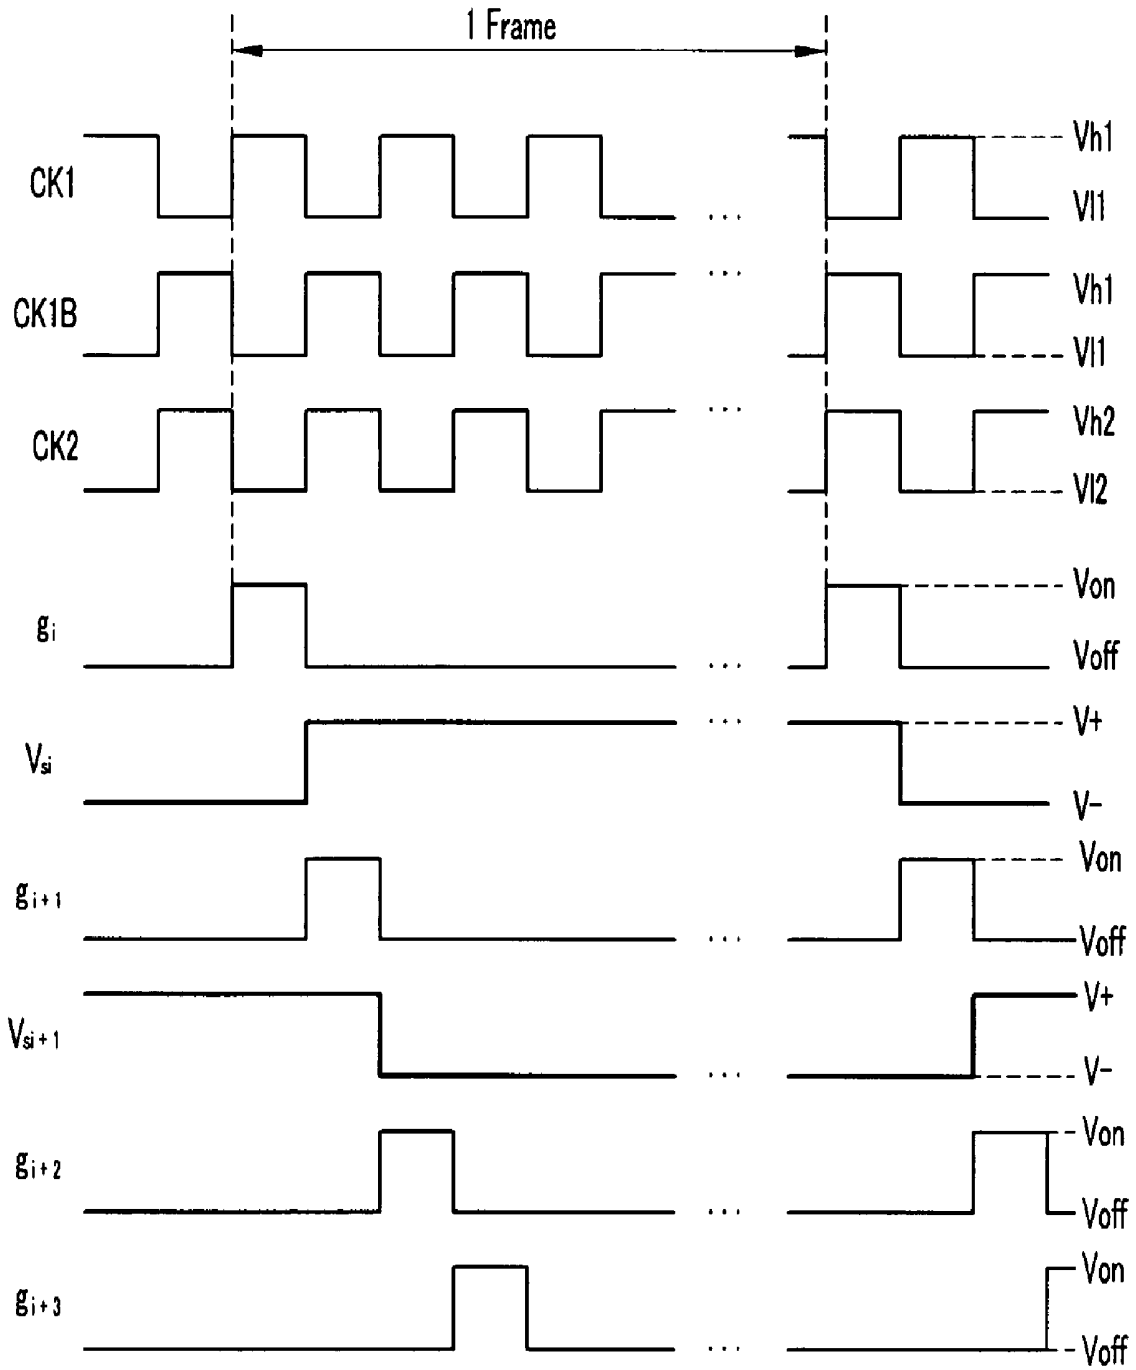 1 Frame
CK1
Vh1
Vl1
CK1B
Vh1
Vl1
CK2
Vh2
Vl2
gi
Von
Voff
Vsi
V+
V-
gi+1
Von
Voff
Vsi+1
V+
V-
gi+2
Von
Voff
gi+3
Von
Voff